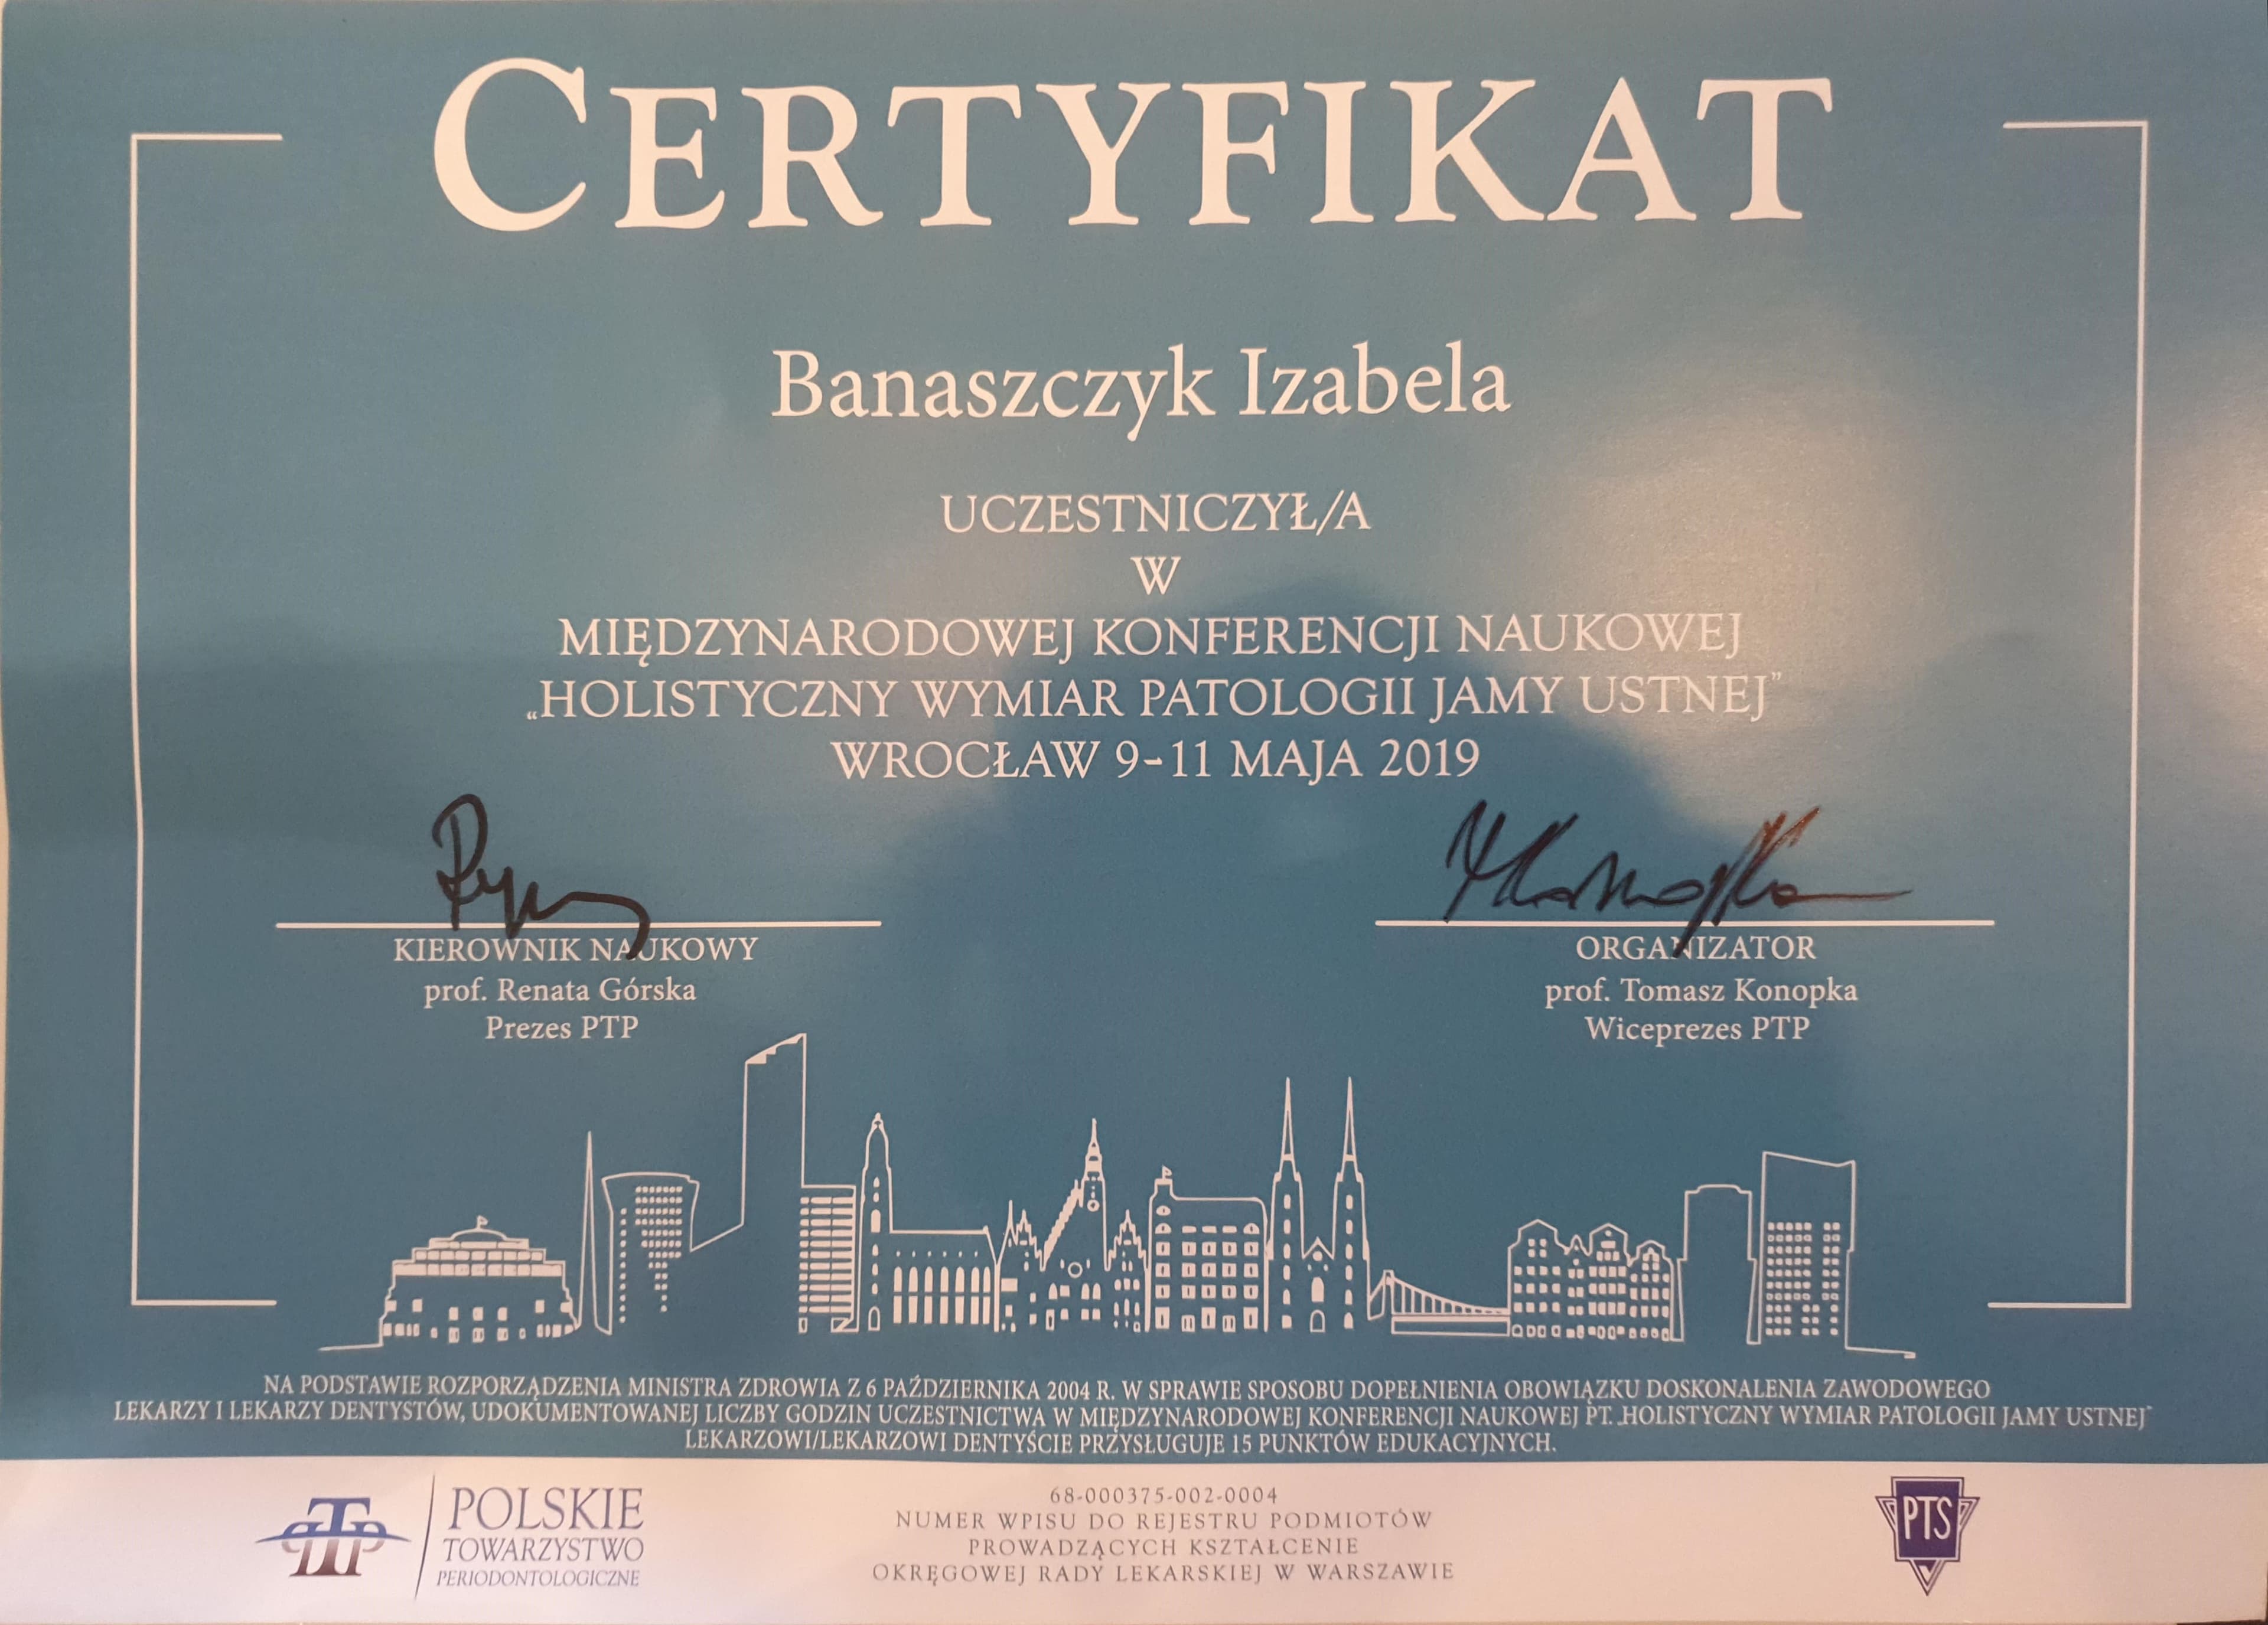 CERTYFIKAT
Banaszczyk Izabela
UCZESTNICZYŁ/A
W
MIĘDZYNARODOWEJ KONFERENCJI NAUKOWEJ
„HOLISTYCZNY WYMIAR PATOLOGII JAMY USTNEJ”
WROCŁAW 9-11 MAJA 2019
KIEROWNIK NAUKOWY
prof. Renata Górska
Prezes PTP
ORGANIZATOR
prof. Tomasz Konopka
Wiceprezes PTP
NA PODSTAWIE ROZPORZĄDZENIA MINISTRA ZDROWIA Z 6 PAŹDZIERNIKA 2004 R. W SPRAWIE SPOSOBU DOPEŁNIENIA OBOWIĄZKU DOSKONALENIA ZAWODOWEGO
LEKARZY I LEKARZY DENTYSTÓW, UDOKUMENTOWANEJ LICZBY GODZIN UCZESTNICTWA W MIĘDZYNARODOWEJ KONFERENCJI NAUKOWEJ PT. „HOLISTYCZNY WYMIAR PATOLOGII JAMY USTNEJ”
LEKARZOWI/LEKARZOWI DENTYŚCIE PRZYSŁUGUJE 15 PUNKTÓW EDUKACYJNYCH.
PTP
POLSKIE
TOWARZYSTWO
PERIODONTOLOGICZNE
68-000375-002-0004
NUMER WPISU DO REJESTRU PODMIOTÓW
PROWADZĄCYCH KSZTAŁCENIE
OKRĘGOWEJ RADY LEKARSKIEJ W WARSZAWIE
PTS